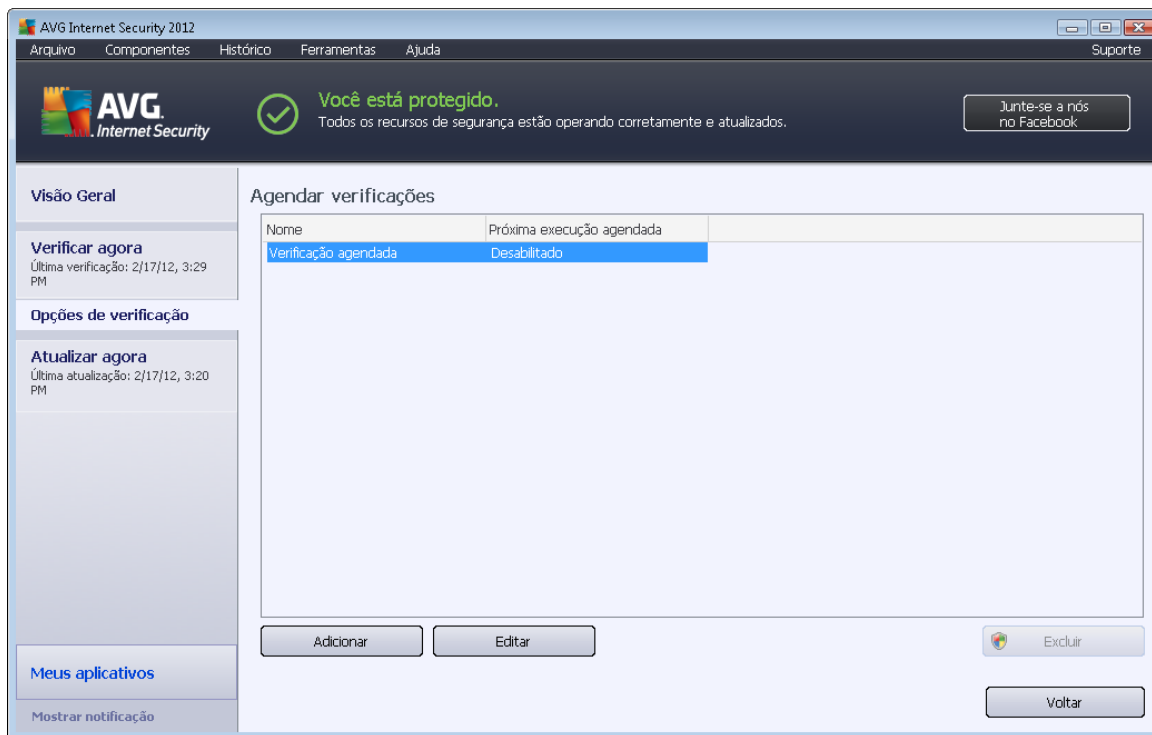 AVG Internet Security 2012
Arquivo Componentes Histórico Ferramentas Ajuda Suporte
AVG.
Internet Security
Você está protegido.
Todos os recursos de segurança estão operando corretamente e atualizados.
Junte-se a nós
no Facebook
Visão Geral
Verificar agora
Última verificação: 2/17/12, 3:29
PM
Opções de verificação
Atualizar agora
Última atualização: 2/17/12, 3:20
PM
Meus aplicativos
Mostrar notificação
Agendar verificações
Nome Próxima execução agendada
Verificação agendada Desabilitado
Adicionar Editar Excluir
Voltar